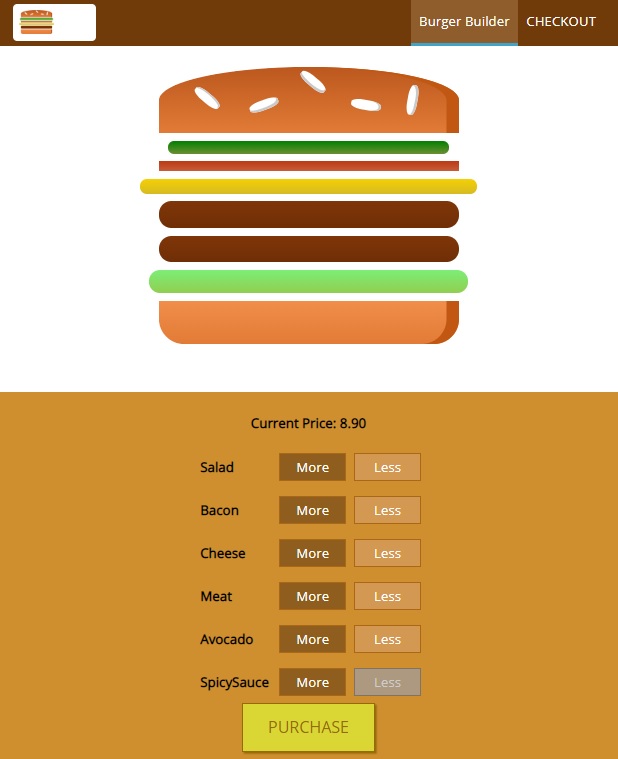 Burger Builder CHECKOUT
Current Price: 8.90
Salad More Less
Bacon More Less
Cheese More Less
Meat More Less
Avocado More Less
SpicySauce More Less
PURCHASE